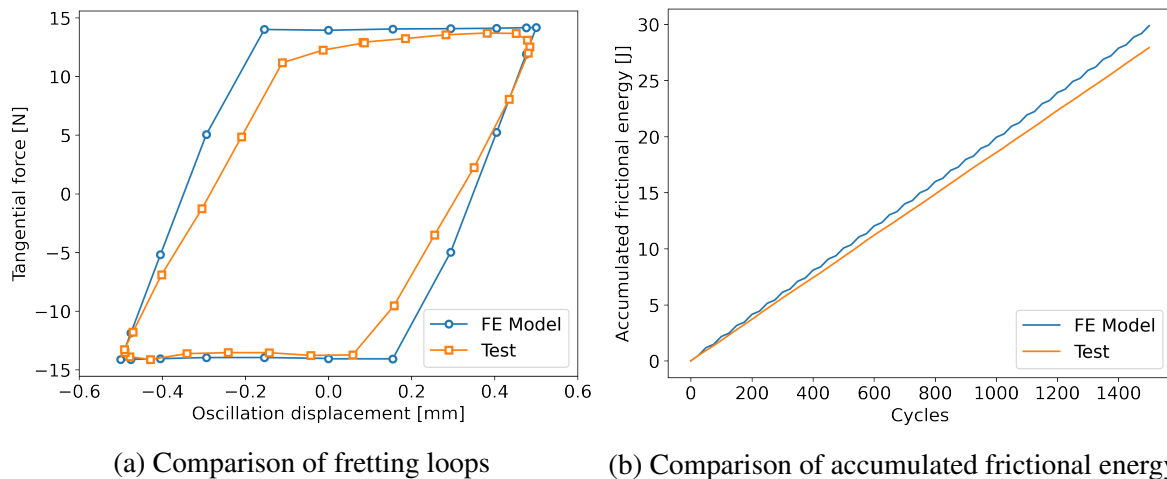 15
10
5
0
−5
−10
−15
−0.6
−0.4
−0.2
0.0
0.2
0.4
0.6
Tangential force [N]
Oscillation displacement [mm]
FE Model
Test
(a) Comparison of fretting loops
30
25
20
15
10
5
0
0
200
400
600
800
1000
1200
1400
Accumulated frictional energy [J]
Cycles
FE Model
Test
(b) Comparison of accumulated frictional energy